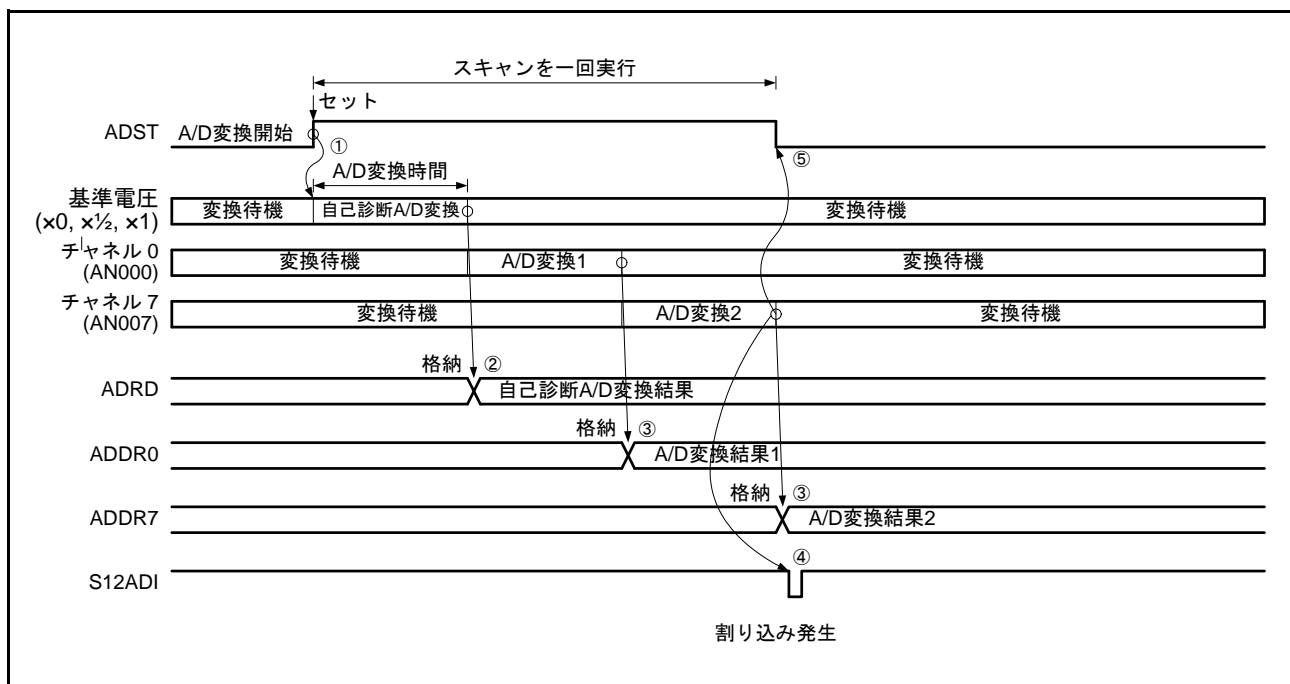 スキャンを一回実行
セット
ADST
A/D変換開始
①
⑤
A/D変換時間
基準電圧
(×0, ×½, ×1)
変換待機
自己診断A/D変換
変換待機
チャネル 0
(AN000)
変換待機
A/D変換1
変換待機
チャネル 7
(AN007)
変換待機
A/D変換2
変換待機
格納 ②
ADRD
自己診断A/D変換結果
格納 ③
ADDR0
A/D変換結果1
格納 ③
ADDR7
A/D変換結果2
④
S12ADI
割り込み発生